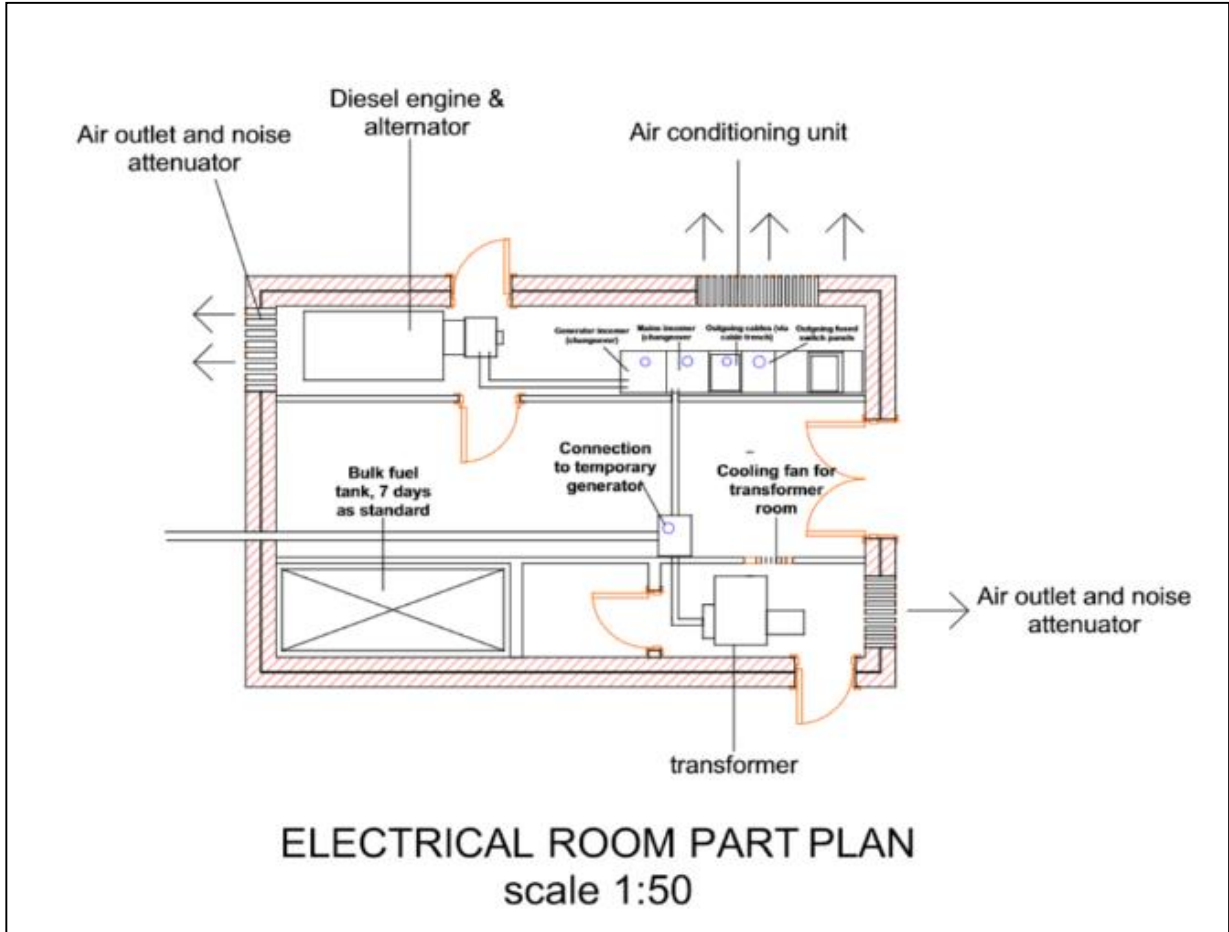 Diesel engine &
alternator
Air outlet and noise
attenuator
Air conditioning unit
Generator incomer
(changeover)
Mains incomer
(changeover
Outgoing cables (via
cable trench)
Outgoing fused
switch panels
Connection
to temporary
generator
Cooling fan for
transformer
room
Bulk fuel
tank, 7 days
as standard
Air outlet and noise
attenuator
transformer
ELECTRICAL ROOM PART PLAN
scale 1:50